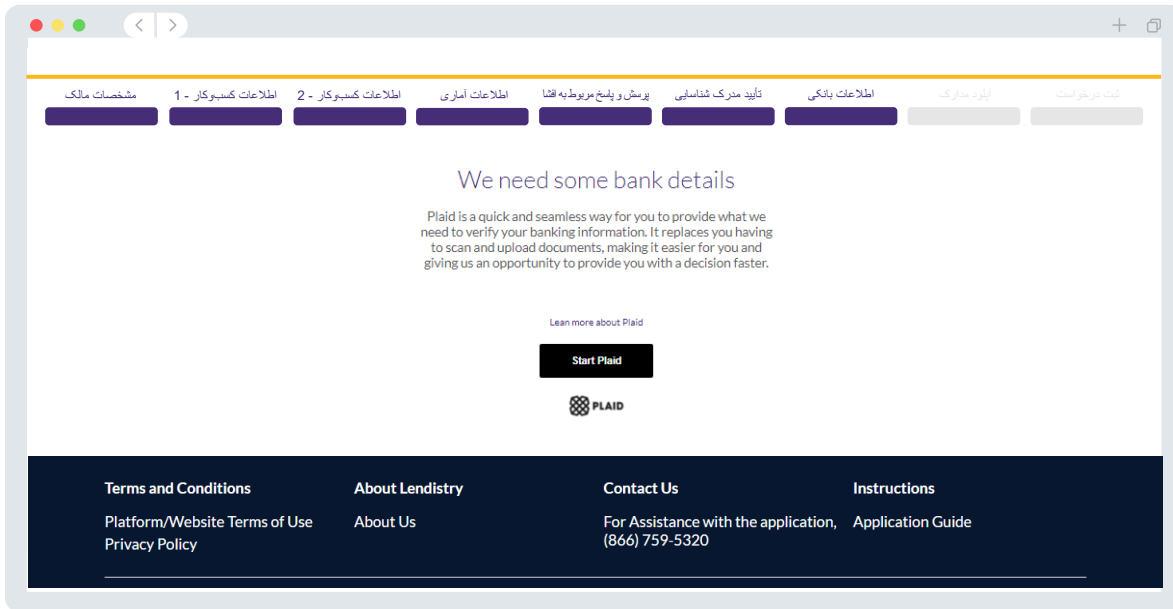 مشخصات مالک
اطلاعات کسب‌وکار - 1
اطلاعات کسب‌وکار - 2
اطلاعات آماری
پرسش و پاسخ مربوط به افشا
تأیید مدرک شناسایی
اطلاعات بانکی
آپلود مدارک
ثبت درخواست
We need some bank details
Plaid is a quick and seamless way for you to provide what we
need to verify your banking information. It replaces you having
to scan and upload documents, making it easier for you and
giving us an opportunity to provide you with a decision faster.
Lean more about Plaid
Start Plaid
PLAID
Terms and Conditions
Platform/Website Terms of Use
Privacy Policy
About Lendistry
About Us
Contact Us
For Assistance with the application,
(866) 759-5320
Instructions
Application Guide